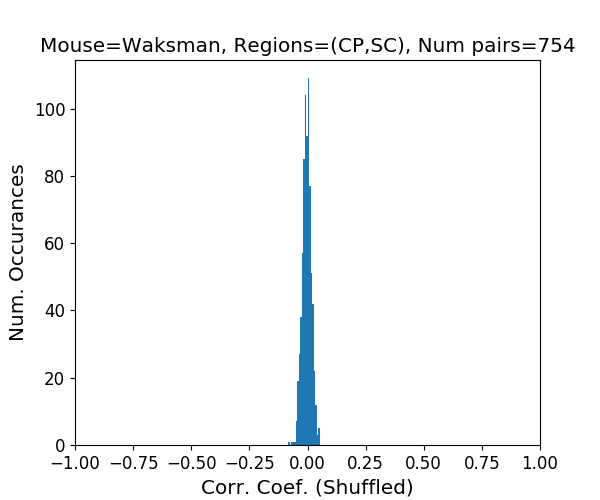 Mouse=Waksman, Regions=(CP,SC), Num pairs=754
Num. Occurances
100
80
60
40
20
0
−1.00 −0.75 −0.50 −0.25 0.00 0.25 0.50 0.75 1.00
Corr. Coef. (Shuffled)